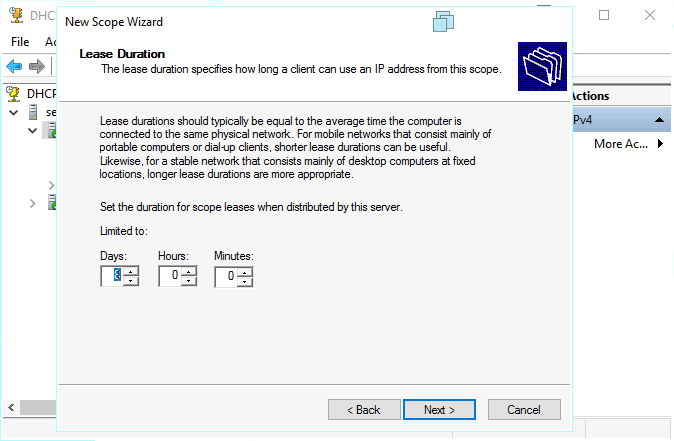 DHCP
New Scope Wizard
File
Lease Duration
The lease duration specifies how long a client can use an IP address from this scope.
DHCP
Actions
Lease durations should typically be equal to the average time the computer is
connected to the same physical network. For mobile networks that consist mainly of
portable computers or dial-up clients, shorter lease durations can be useful.
Likewise, for a stable network that consists mainly of desktop computers at fixed
locations, longer lease durations are more appropriate.
se
Pv4
More Ac...
Set the duration for scope leases when distributed by this server.
Limited to:
Days: Hours: Minutes:
0 0
< Back Next > Cancel